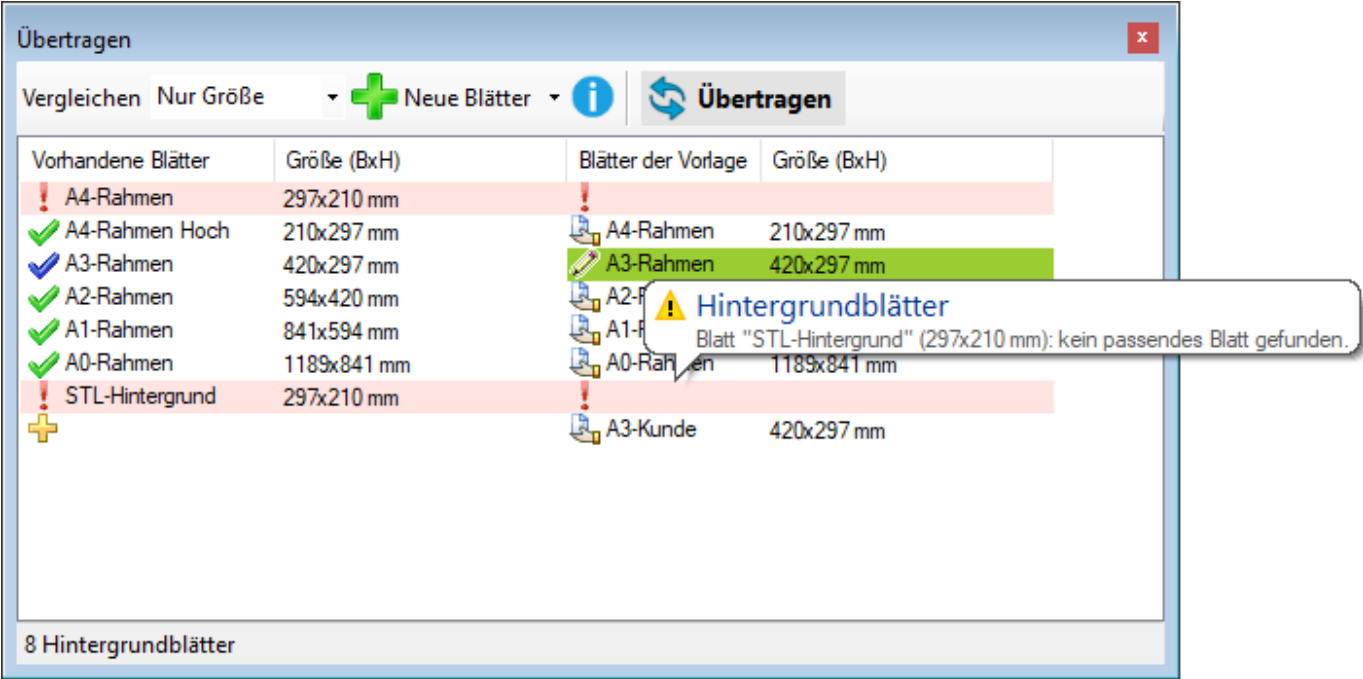 Übertragen
x
Vergleichen Nur Größe Neue Blätter i Übertragen
Vorhandene Blätter Größe (BxH) Blätter der Vorlage Größe (BxH)
A4-Rahmen 297x210 mm
A4-Rahmen Hoch 210x297 mm A4-Rahmen 210x297 mm
A3-Rahmen 420x297 mm A3-Rahmen 420x297 mm
A2-Rahmen 594x420 mm
A1-Rahmen 841x594 mm
A0-Rahmen 1189x841 mm A0-Rahmen 1189x841 mm
STL-Hintergrund 297x210 mm
A3-Kunde 420x297 mm
Hintergrundblätter
Blatt "STL-Hintergrund" (297x210 mm): kein passendes Blatt gefunden.
8 Hintergrundblätter